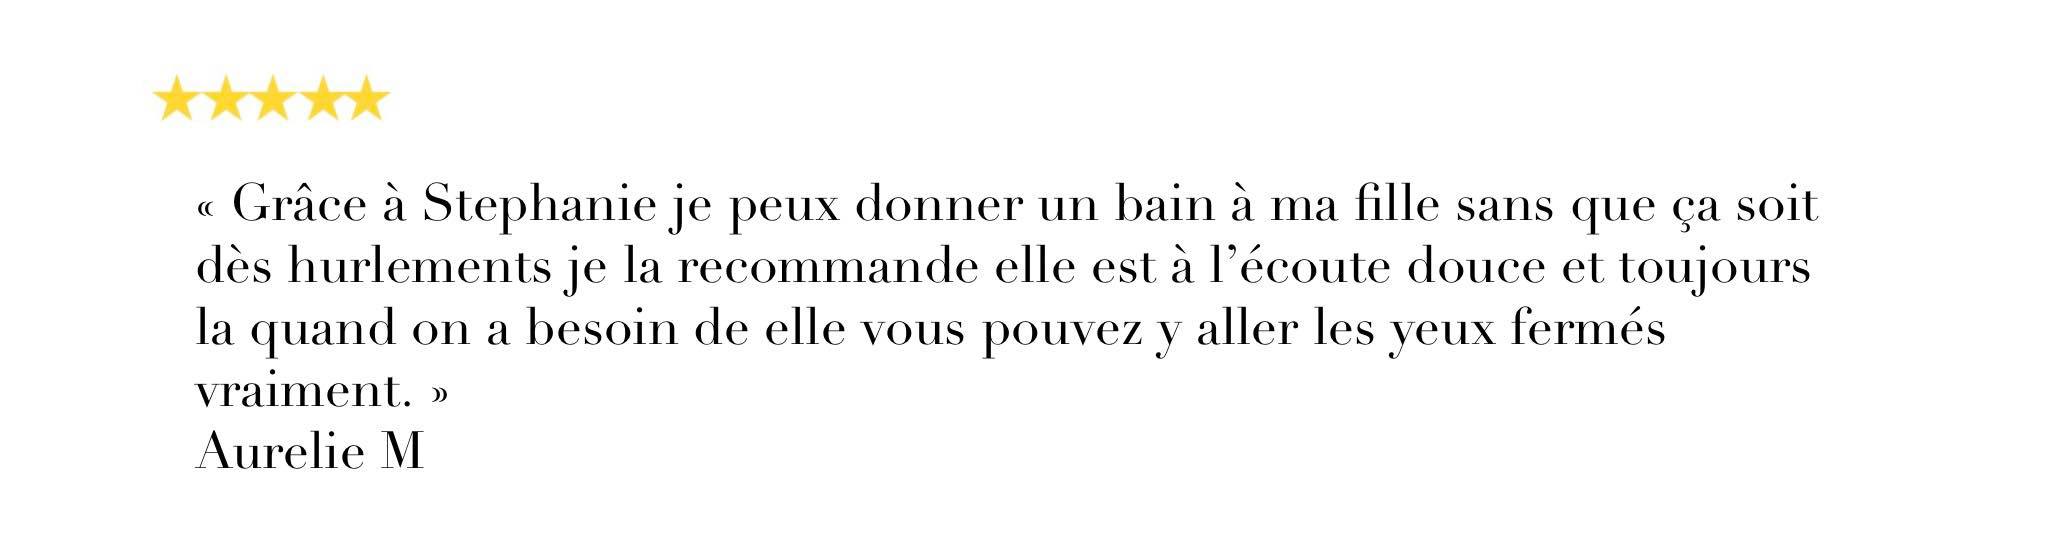 « Grâce à Stephanie je peux donner un bain à ma fille sans que ça soit
dès hurlements je la recommande elle est à l’écoute douce et toujours
la quand on a besoin de elle vous pouvez y aller les yeux fermés
vraiment. »
Aurelie M